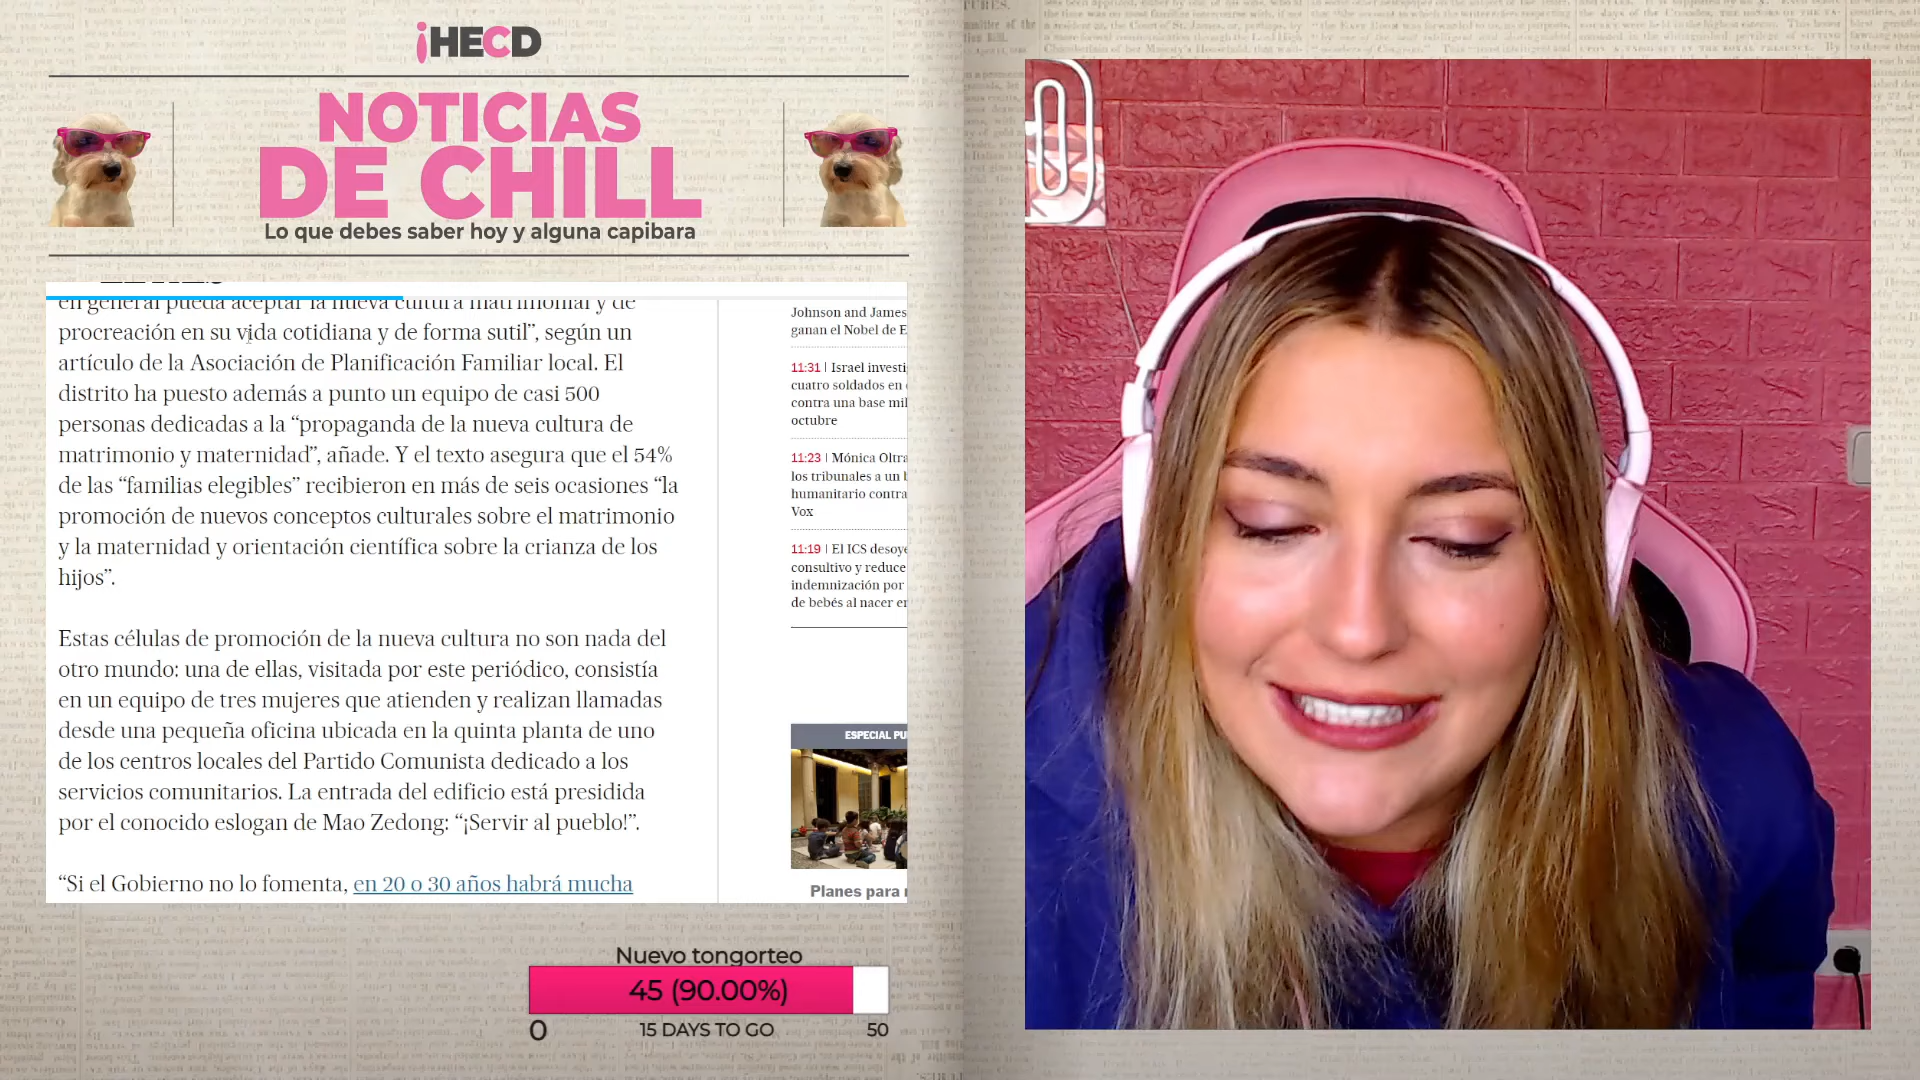 ¡HECD
NOTICIAS
DE CHILL
Lo que debes saber hoy y alguna capibara
en general pueda aceptar la nueva cultura matrimonial y de
procreación en su vida cotidiana y de forma sutil”, según un
artículo de la Asociación de Planificación Familiar local. El
distrito ha puesto además a punto un equipo de casi 500
personas dedicadas a la “propaganda de la nueva cultura de
matrimonio y maternidad”, añade. Y el texto asegura que el 54%
de las “familias elegibles” recibieron en más de seis ocasiones “la
promoción de nuevos conceptos culturales sobre el matrimonio
y la maternidad y orientación científica sobre la crianza de los
hijos”.
Estas células de promoción de la nueva cultura no son nada del
otro mundo: una de ellas, visitada por este periódico, consistía
en un equipo de tres mujeres que atienden y realizan llamadas
desde una pequeña oficina ubicada en la quinta planta de uno
de los centros locales del Partido Comunista dedicado a los
servicios comunitarios. La entrada del edificio está presidida
por el conocido eslogan de Mao Zedong: “¡Servir al pueblo!”.
“Si el Gobierno no lo fomenta, en 20 o 30 años habrá mucha
Johnson and James
ganan el Nobel de E
11:31 | Israel investi
cuatro soldados en
contra una base mil
octubre
11:23 | Mónica Oltra
los tribunales a un
humanitario contra
Vox
11:19 | El ICS desoye
consultivo y reduce
indemnización por
de bebés al nacer en
ESPECIAL PU
Planes para
Nuevo tongorteo
45 (90.00%)
0 15 DAYS TO GO 50